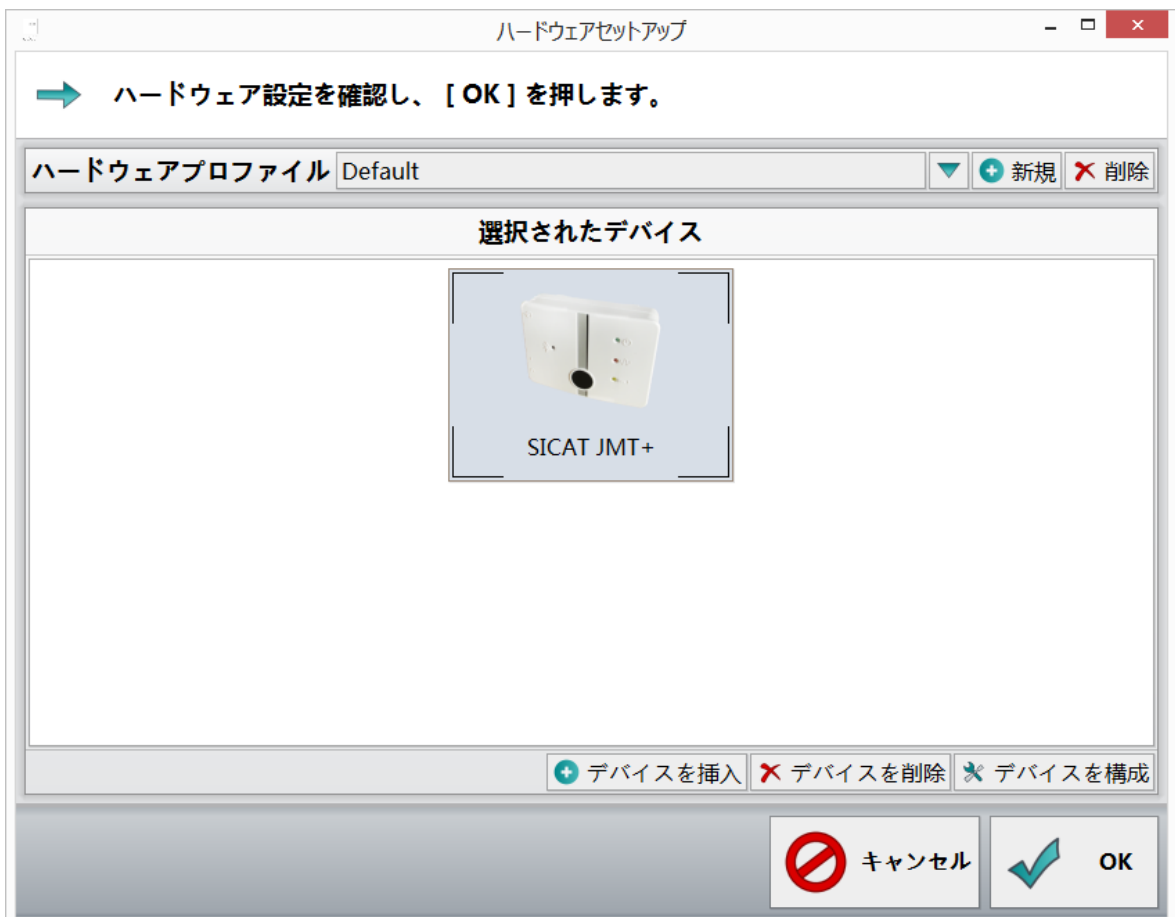 ハードウェアセットアップ
ハードウェア設定を確認し、 [ OK ] を押します。
ハードウェアプロファイル Default 新規 削除
選択されたデバイス
SICAT JMT+
デバイスを挿入 デバイスを削除 デバイスを構成
キャンセル OK